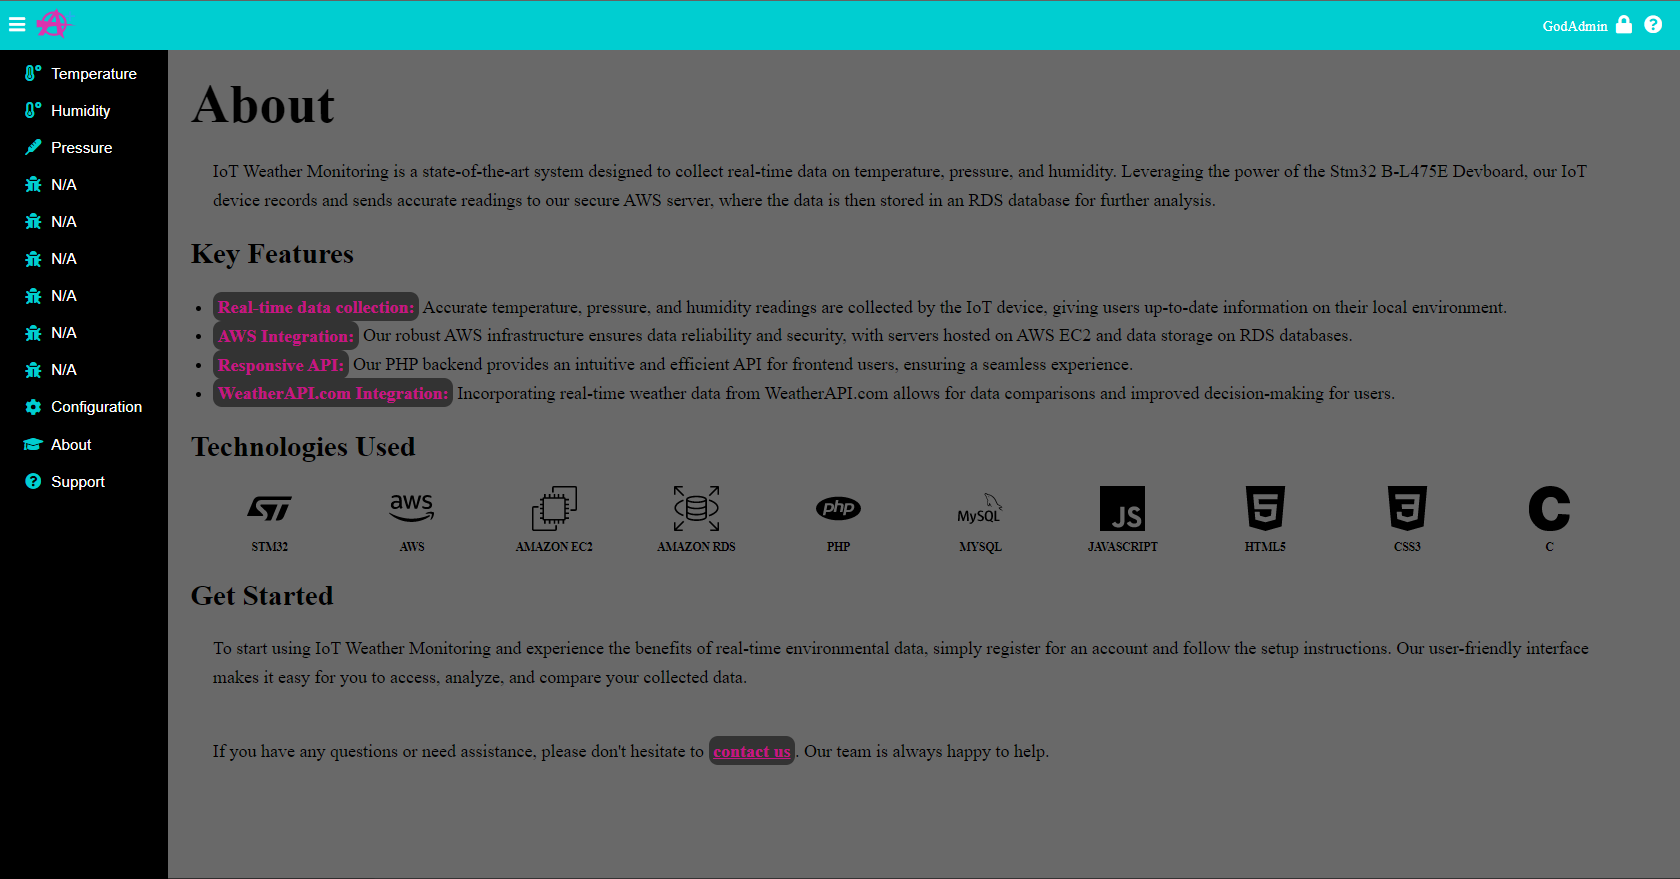 GodAdmin
Temperature
Humidity
Pressure
N/A
N/A
N/A
N/A
N/A
N/A
Configuration
About
Support
About
IoT Weather Monitoring is a state-of-the-art system designed to collect real-time data on temperature, pressure, and humidity. Leveraging the power of the Stm32 B-L475E Devboard, our IoT
device records and sends accurate readings to our secure AWS server, where the data is then stored in an RDS database for further analysis.
Key Features
Real-time data collection: Accurate temperature, pressure, and humidity readings are collected by the IoT device, giving users up-to-date information on their local environment.
AWS Integration: Our robust AWS infrastructure ensures data reliability and security, with servers hosted on AWS EC2 and data storage on RDS databases.
Responsive API: Our PHP backend provides an intuitive and efficient API for frontend users, ensuring a seamless experience.
WeatherAPI.com Integration: Incorporating real-time weather data from WeatherAPI.com allows for data comparisons and improved decision-making for users.
Technologies Used
ST aws php MySQL JS 5 3 C
STM32 AWS AMAZON EC2 AMAZON RDS PHP MYSQL JAVASCRIPT HTML5 CSS3 C
Get Started
To start using IoT Weather Monitoring and experience the benefits of real-time environmental data, simply register for an account and follow the setup instructions. Our user-friendly interface
makes it easy for you to access, analyze, and compare your collected data.
If you have any questions or need assistance, please don't hesitate to contact us. Our team is always happy to help.